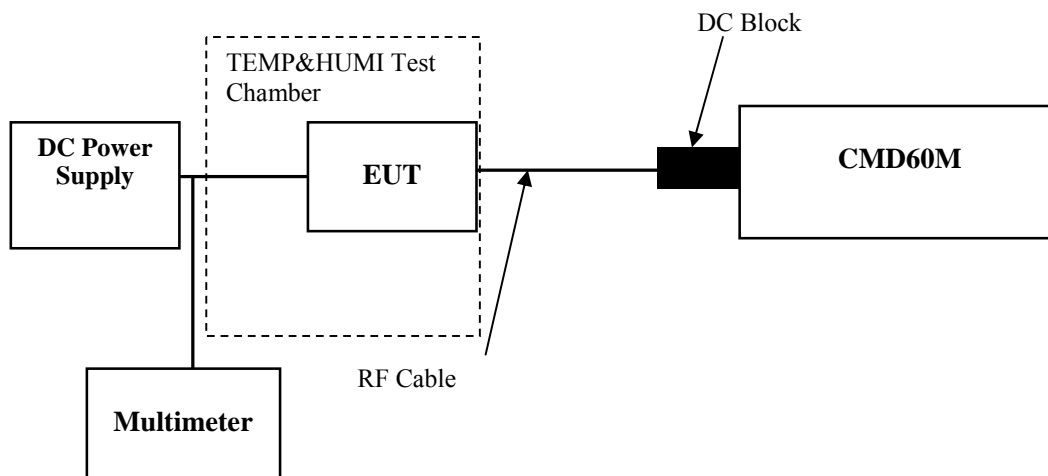 DC Block
TEMP&HUMI Test
Chamber
DC Power
Supply
EUT
CMD60M
RF Cable
Multimeter